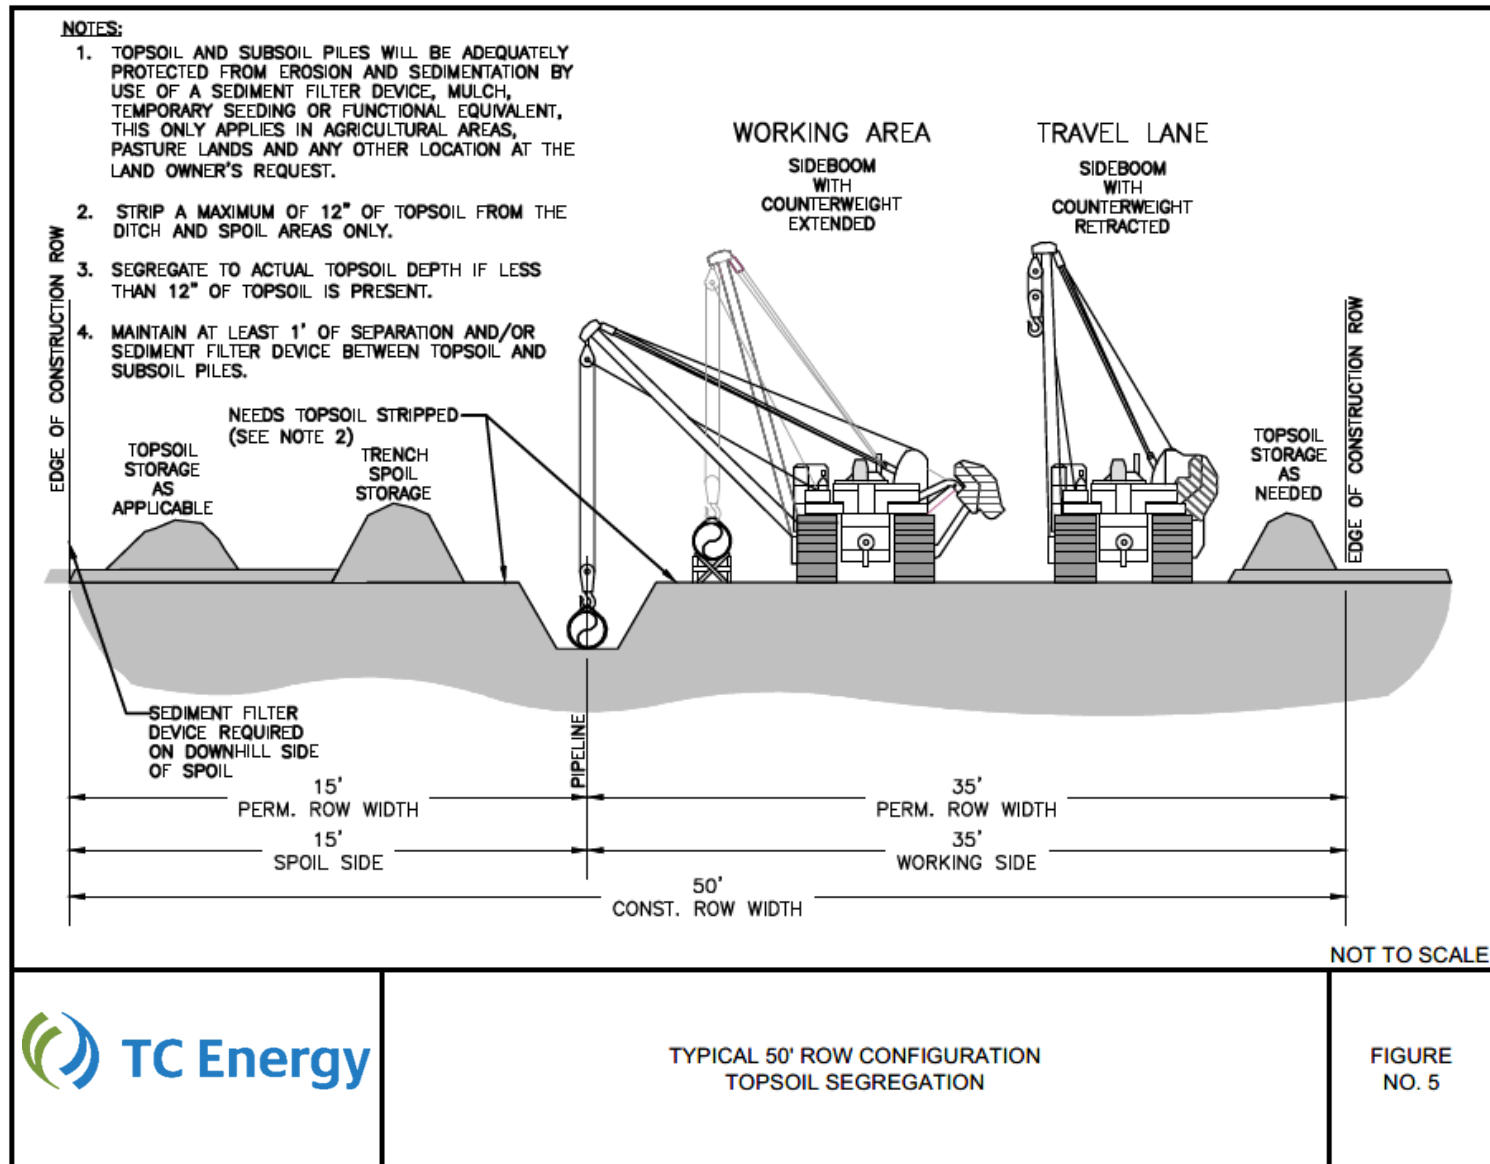 NOTES:
1. TOPSOIL AND SUBSOIL PILES WILL BE ADEQUATELY
PROTECTED FROM EROSION AND SEDIMENTATION BY
USE OF A SEDIMENT FILTER DEVICE, MULCH,
TEMPORARY SEEDING OR FUNCTIONAL EQUIVALENT,
THIS ONLY APPLIES IN AGRICULTURAL AREAS,
PASTURE LANDS AND ANY OTHER LOCATION AT THE
LAND OWNER'S REQUEST.
2. STRIP A MAXIMUM OF 12" OF TOPSOIL FROM THE
DITCH AND SPOIL AREAS ONLY.
3. SEGREGATE TO ACTUAL TOPSOIL DEPTH IF LESS
THAN 12" OF TOPSOIL IS PRESENT.
4. MAINTAIN AT LEAST 1' OF SEPARATION AND/OR
SEDIMENT FILTER DEVICE BETWEEN TOPSOIL AND
SUBSOIL PILES.
WORKING AREA
SIDEBOOM
WITH
COUNTERWEIGHT
EXTENDED
TRAVEL LANE
SIDEBOOM
WITH
COUNTERWEIGHT
RETRACTED
EDGE OF CONSTRUCTION ROW
NEEDS TOPSOIL STRIPPED
(SEE NOTE 2)
TOPSOIL
STORAGE
AS
APPLICABLE
TRENCH
SPOIL
STORAGE
TOPSOIL
STORAGE
AS
NEEDED
EDGE OF CONSTRUCTION ROW
SEDIMENT FILTER
DEVICE REQUIRED
ON DOWNHILL SIDE
OF SPOIL
PIPELINE
15'
PERM. ROW WIDTH
35'
PERM. ROW WIDTH
15'
SPOIL SIDE
35'
WORKING SIDE
50'
CONST. ROW WIDTH
NOT TO SCALE
TC Energy
TYPICAL 50' ROW CONFIGURATION
TOPSOIL SEGREGATION
FIGURE
NO. 5